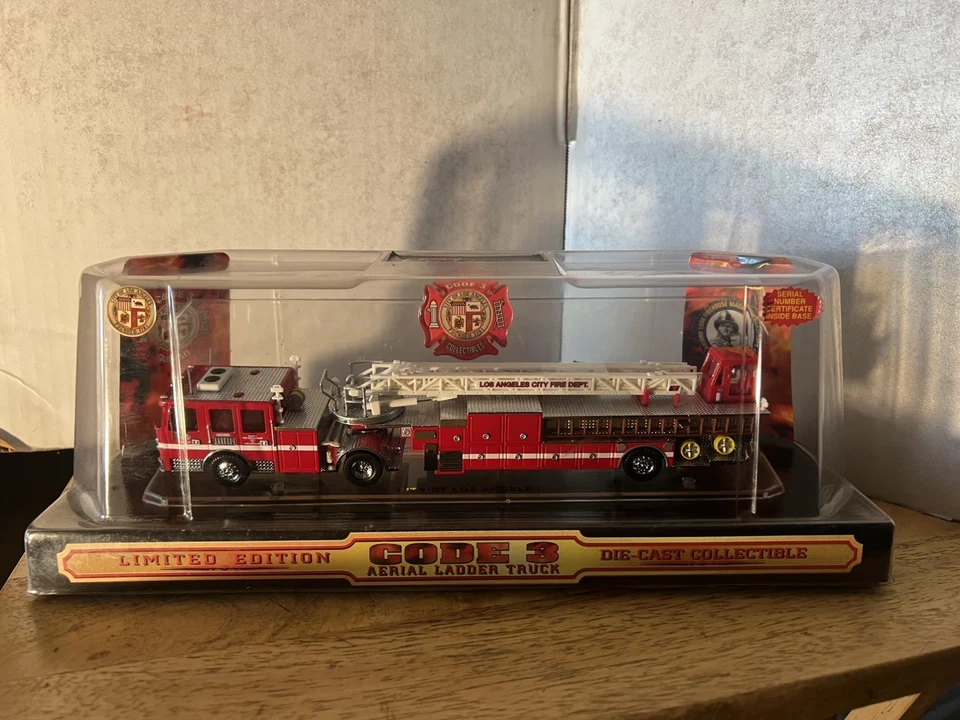 CODE 3
COLLECTIBLES
SERIAL
NUMBER
CERTIFICATE
INSIDE BASE
LOS ANGELES CITY FIRE DEPT.
LIMITED EDITION
CODE 3
AERIAL LADDER TRUCK
DIE-CAST COLLECTIBLE